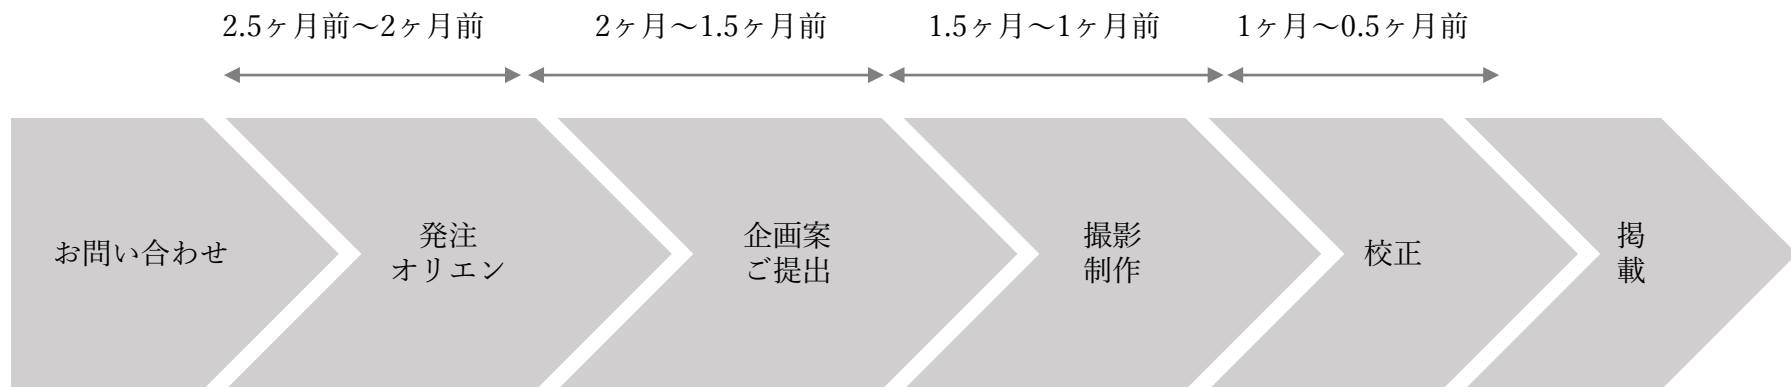 2.5ヶ月前〜2ヶ月前
2ヶ月〜1.5ヶ月前
1.5ヶ月〜1ヶ月前
1ヶ月〜0.5ヶ月前
お問い合わせ
発注
オリエン
企画案
ご提出
撮影
制作
校正
掲
載